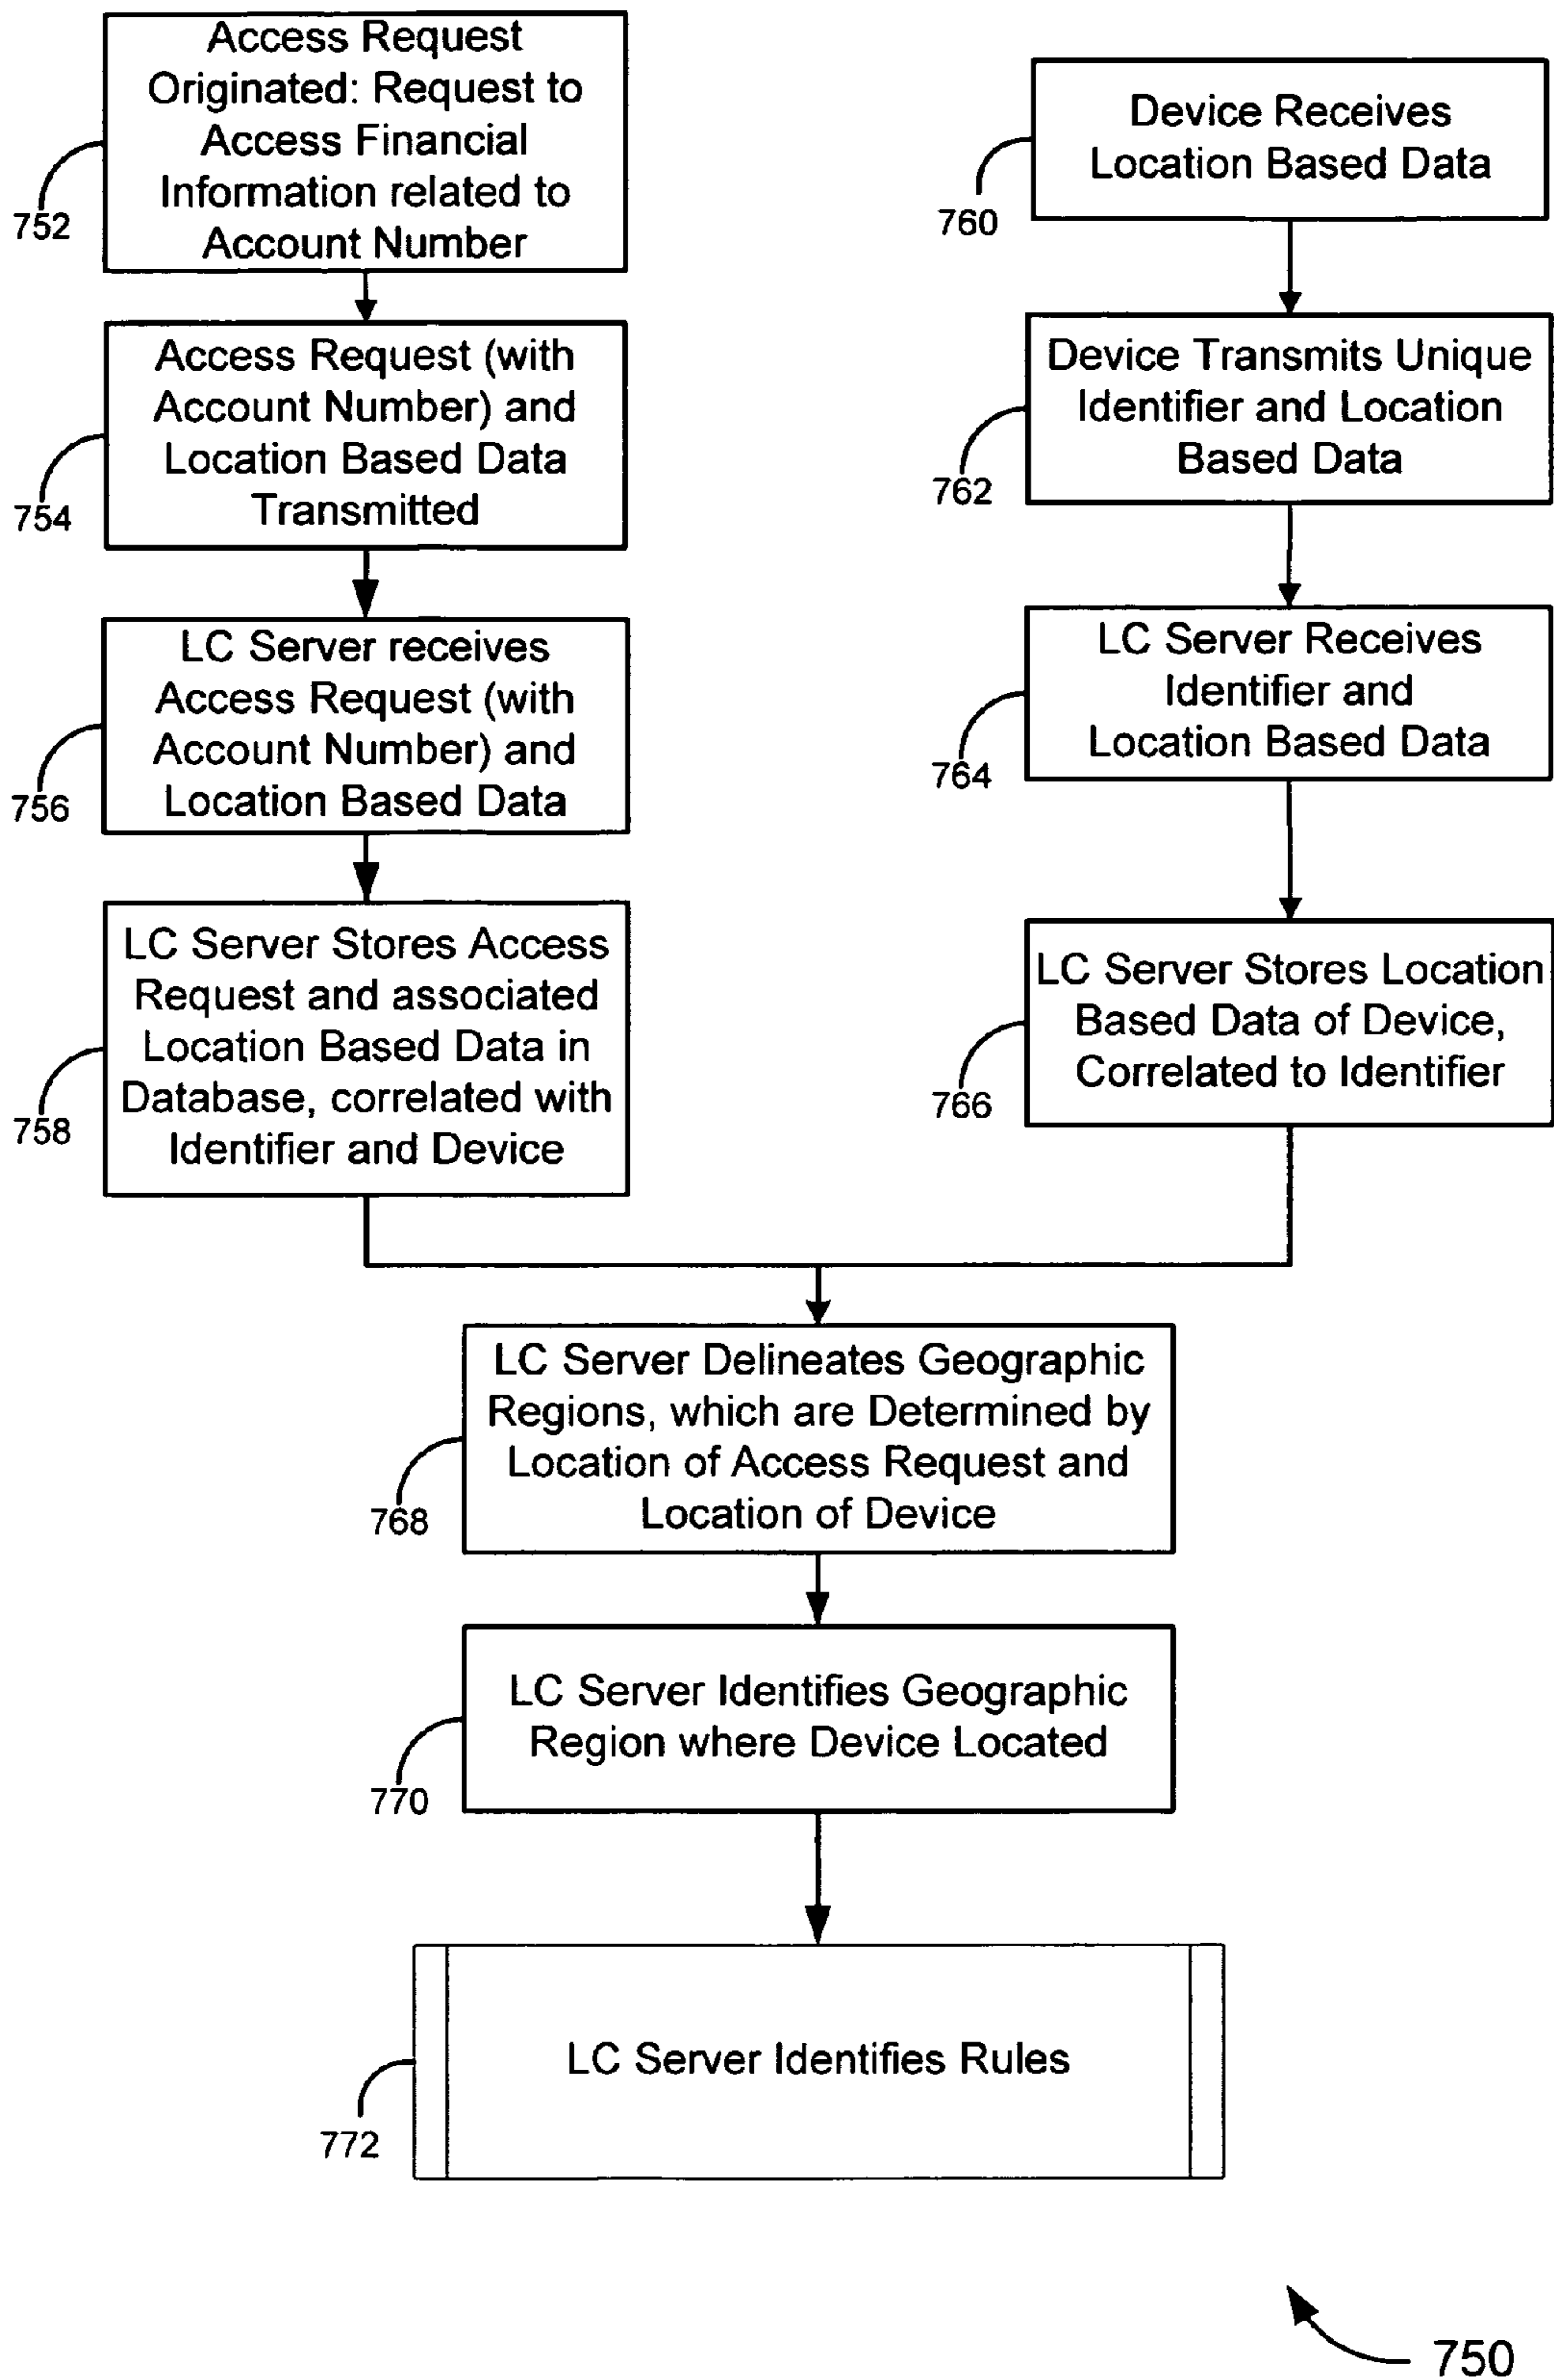 Access Request
Originated: Request to
Access Financial
Information related to
Account Number
752
Access Request (with
Account Number) and
Location Based Data
Transmitted
754
LC Server receives
Access Request (with
Account Number) and
Location Based Data
756
LC Server Stores Access
Request and associated
Location Based Data in
Database, correlated with
Identifier and Device
758
Device Receives
Location Based Data
760
Device Transmits Unique
Identifier and Location
Based Data
762
LC Server Receives
Identifier and
Location Based Data
764
LC Server Stores Location
Based Data of Device,
Correlated to Identifier
766
LC Server Delineates Geographic
Regions, which are Determined by
Location of Access Request and
Location of Device
768
LC Server Identifies Geographic
Region where Device Located
770
LC Server Identifies Rules
772
750